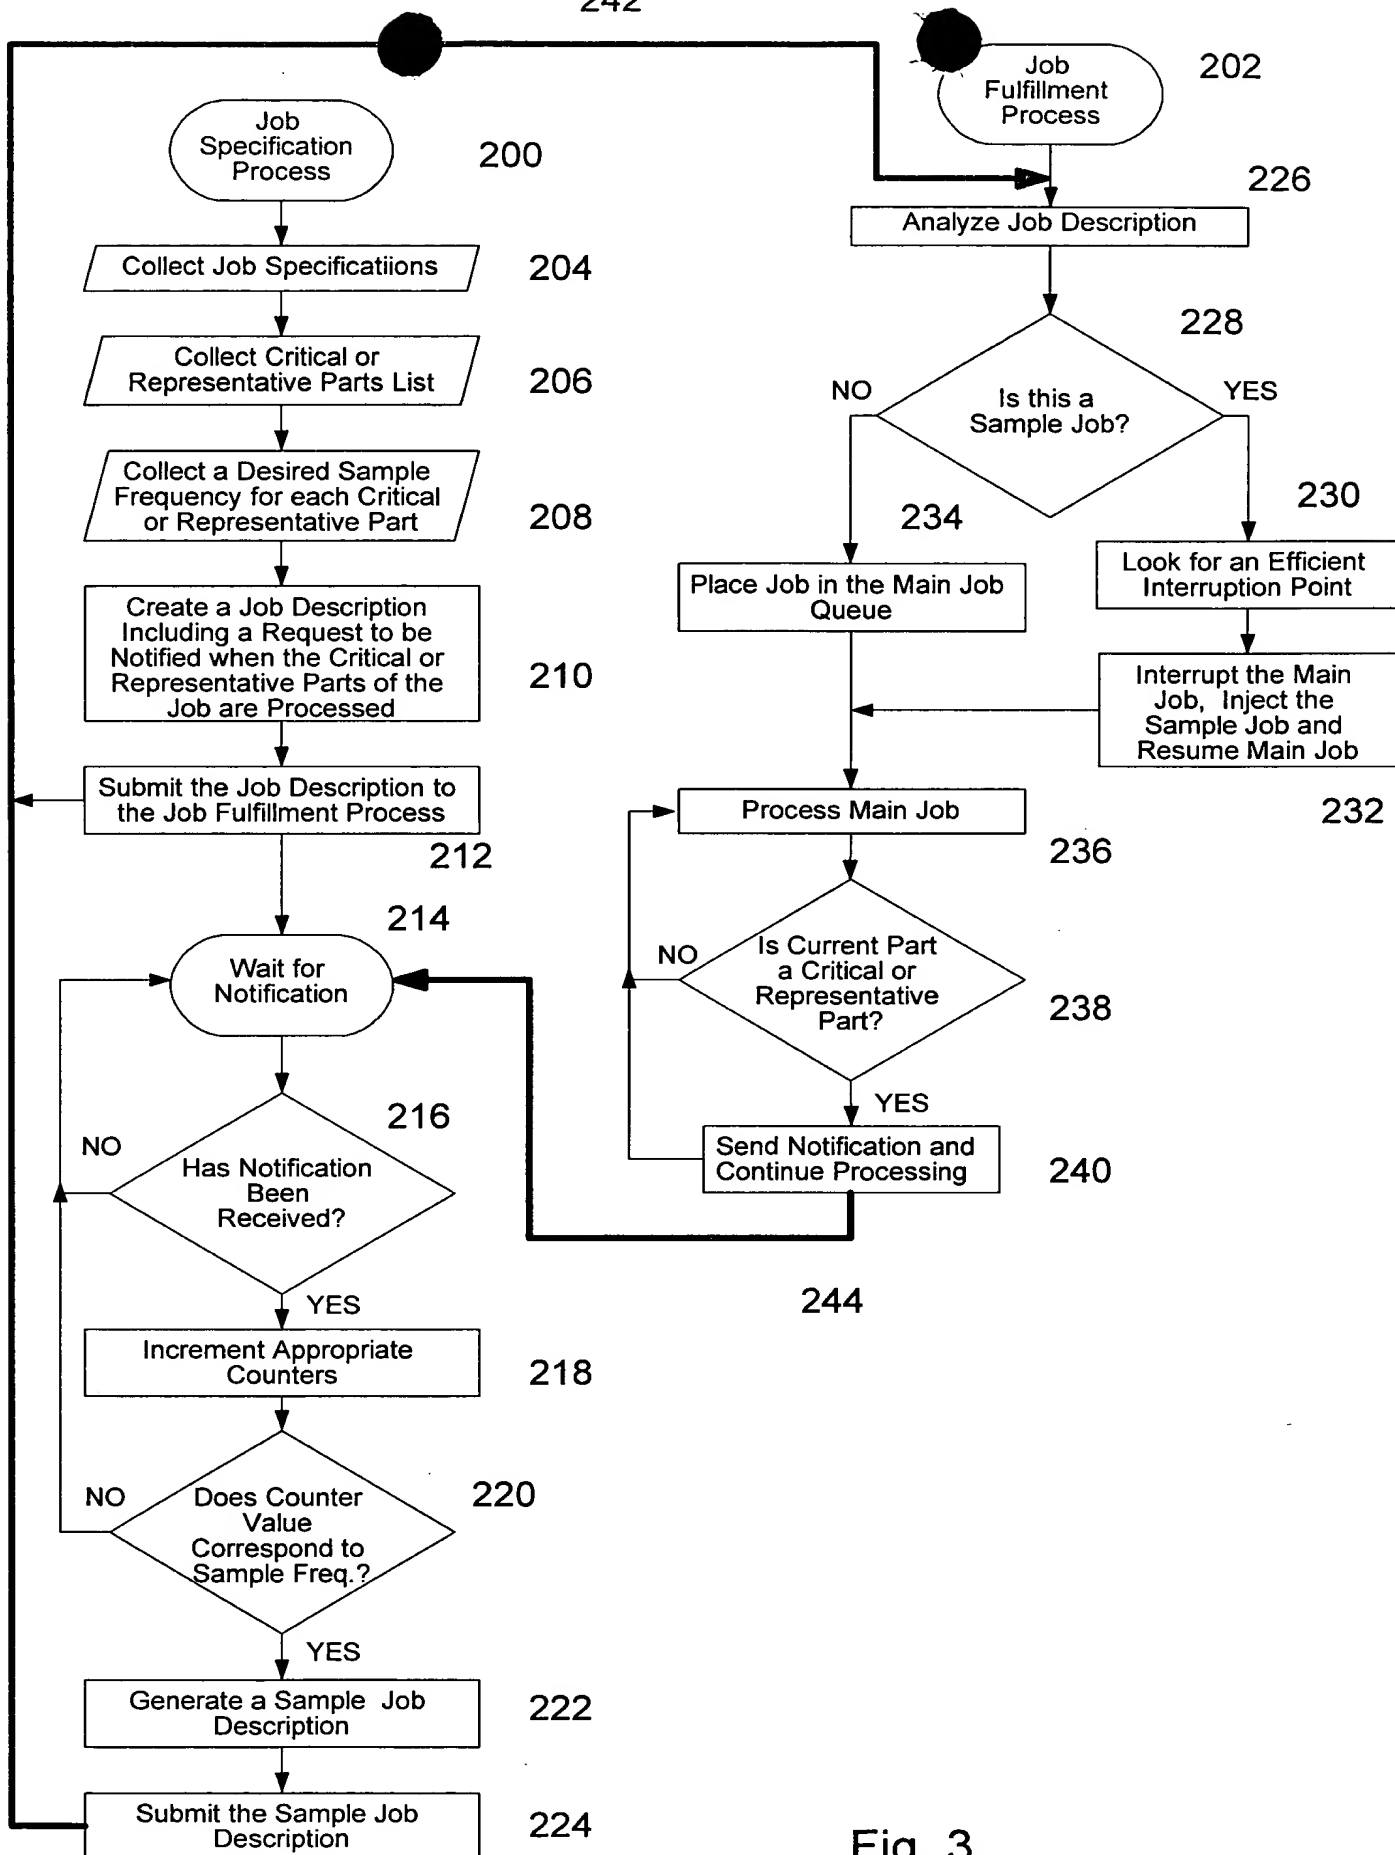 242
Job
Specification
Process
200
Collect Job Specificatiions
204
Collect Critical or
Representative Parts List
206
Collect a Desired Sample
Frequency for each Critical
or Representative Part
208
Create a Job Description
Including a Request to be
Notified when the Critical or
Representative Parts of the
Job are Processed
210
Submit the Job Description to
the Job Fulfillment Process
212
214
Wait for
Notification
216
NO
Has Notification
Been
Received?
YES
Increment Appropriate
Counters
218
NO
Does Counter
Value
Correspond to
Sample Freq.?
220
YES
Generate a Sample Job
Description
222
Submit the Sample Job
Description
224
Job
Fulfillment
Process
202
226
Analyze Job Description
228
NO
Is this a
Sample Job?
YES
234
230
Place Job in the Main Job
Queue
Look for an Efficient
Interruption Point
Interrupt the Main
Job, Inject the
Sample Job and
Resume Main Job
232
Process Main Job
236
NO
Is Current Part
a Critical or
Representative
Part?
238
YES
Send Notification and
Continue Processing
240
244
Fig. 3